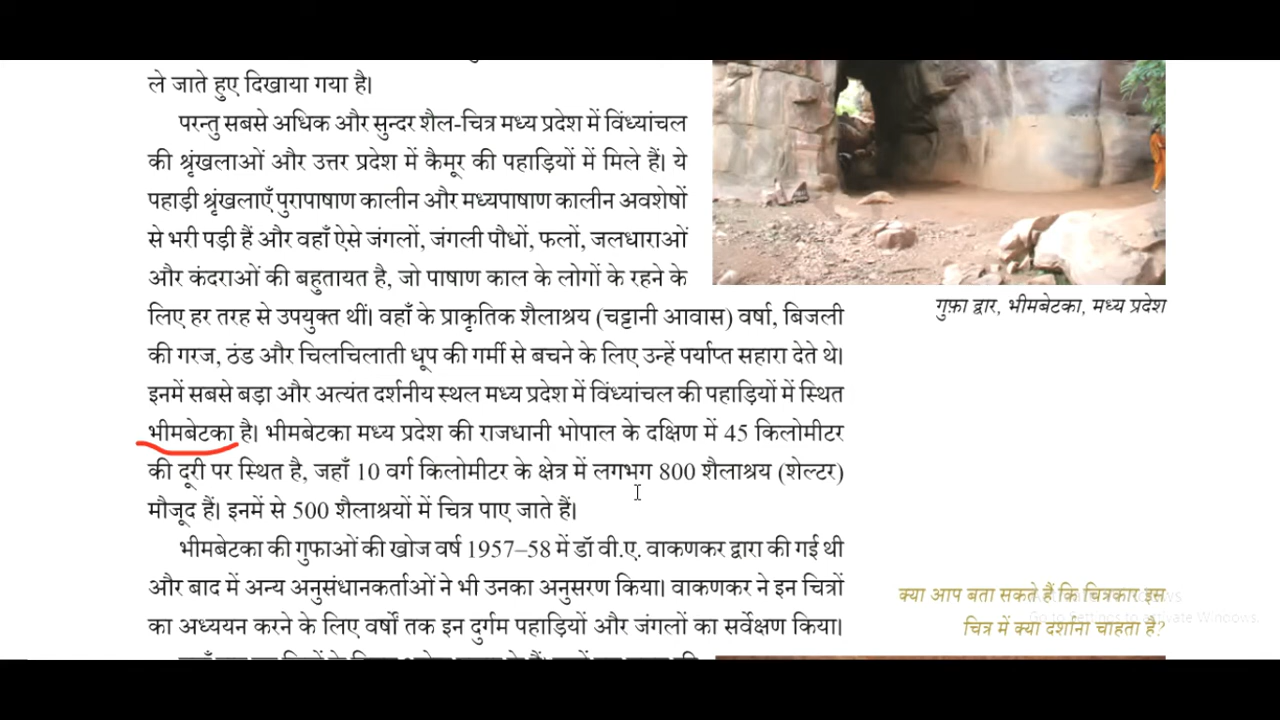 ले जाते हुए दिखाया गया है।
परन्तु सबसे अधिक और सुन्दर शैल-चित्र मध्य प्रदेश में विंध्यांचल
की श्रृंखलाओं और उत्तर प्रदेश में कैमूर की पहाड़ियों में मिले हैं। ये
पहाड़ी श्रृंखलाएँ पुरापाषाण कालीन और मध्यपाषाण कालीन अवशेषों
से भरी पड़ी हैं और वहाँ ऐसे जंगलों, जंगली पौधों, फलों, जलधाराओं
और कंदराओं की बहुतायत है, जो पाषाण काल के लोगों के रहने के
लिए हर तरह से उपयुक्त थीं। वहाँ के प्राकृतिक शैलाश्रय (चट्टानी आवास) वर्षा, बिजली
की गरज, ठंड और चिलचिलाती धूप की गर्मी से बचने के लिए उन्हें पर्याप्त सहारा देते थे।
इनमें सबसे बड़ा और अत्यंत दर्शनीय स्थल मध्य प्रदेश में विंध्यांचल की पहाड़ियों में स्थित
भीमबेटका है। भीमबेटका मध्य प्रदेश की राजधानी भोपाल के दक्षिण में 45 किलोमीटर
की दूरी पर स्थित है, जहाँ 10 वर्ग किलोमीटर के क्षेत्र में लगभग 800 शैलाश्रय (शेल्टर)
मौजूद हैं। इनमें से 500 शैलाश्रयों में चित्र पाए जाते हैं।
भीमबेटका की गुफाओं की खोज वर्ष 1957–58 में डॉ वी.ए. वाकणकर द्वारा की गई थी
और बाद में अन्य अनुसंधानकर्ताओं ने भी उनका अनुसरण किया। वाकणकर ने इन चित्रों
का अध्ययन करने के लिए वर्षों तक इन दुर्गम पहाड़ियों और जंगलों का सर्वेक्षण किया।
गुफ़ा द्वार, भीमबेटका, मध्य प्रदेश
क्या आप बता सकते हैं कि चित्रकार इस
चित्र में क्या दर्शाना चाहता है?
Go to Settings to activate Windows.